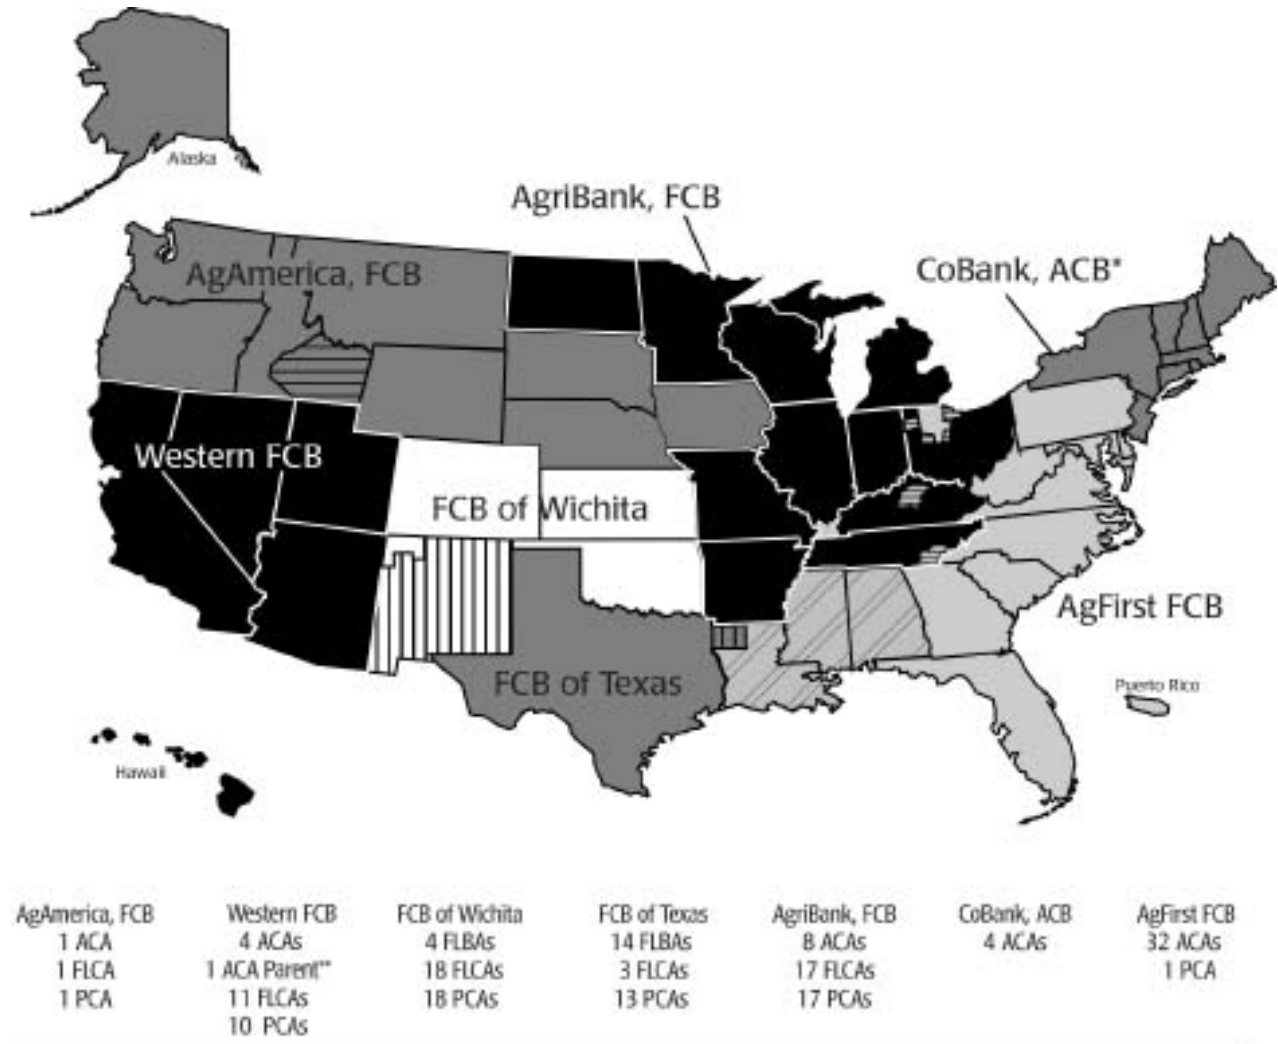 Alaska
AgriBank, FCB
AgAmerica, FCB
CoBank, ACB*
Western FCB
FCB of Wichita
AgFirst FCB
FCB of Texas
Puerto Rico
Hawaii
AgAmerica, FCB
1 ACA
1 FLCA
1 PCA
Western FCB
4 ACAs
1 ACA Parent**
11 FLCAs
10 PCAs
FCB of Wichita
4 FLBAs
18 FLCAs
18 PCAs
FCB of Texas
14 FLBAs
3 FLCAs
13 PCAs
AgriBank, FCB
8 ACAs
17 FLCAs
17 PCAs
CoBank, ACB
4 ACAs
AgFirst FCB
32 ACAs
1 PCA